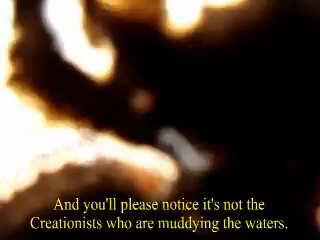 And you'll please notice it's not the
Creationists who are muddying the waters.